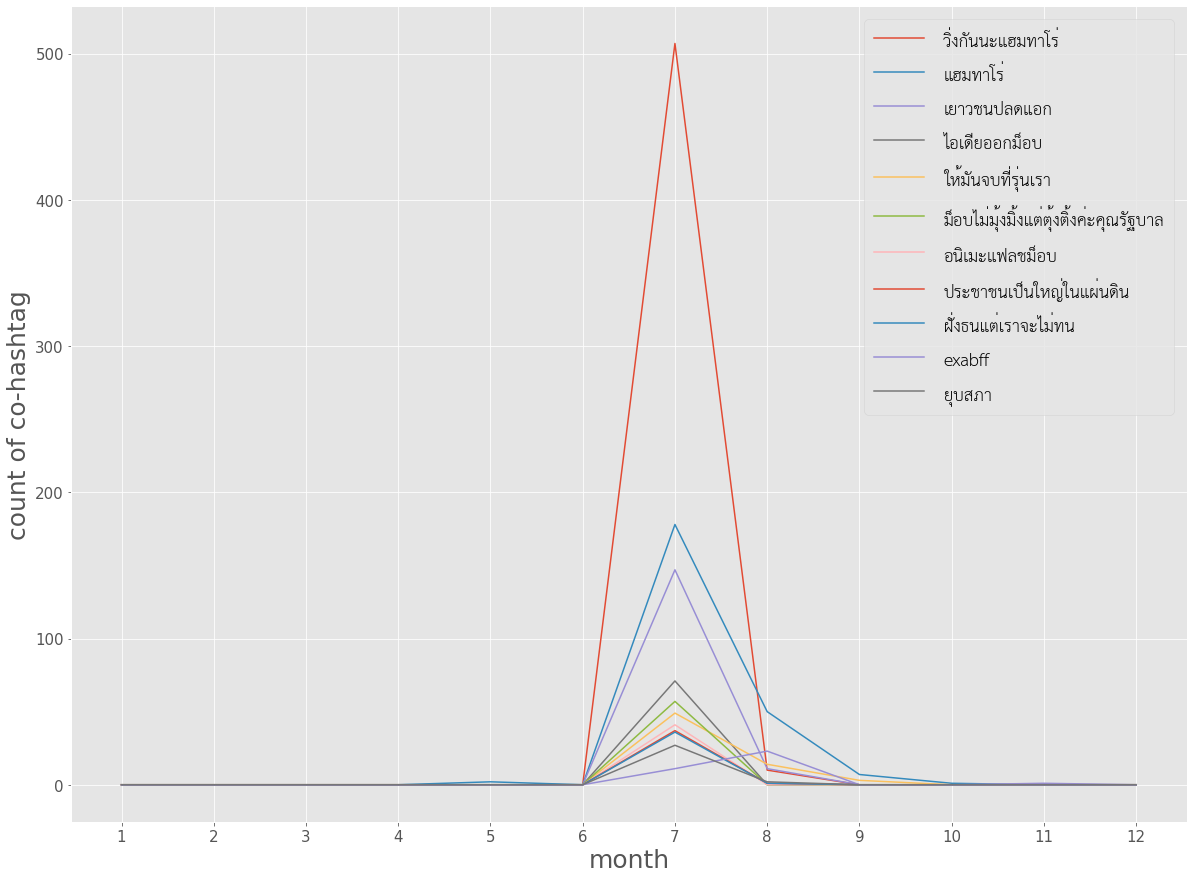 500
400
300
200
100
0
count of co-hashtag
1 2 3 4 5 6 7 8 9 10 11 12
month
วิ่งกันนะแฮมทาโร่
แฮมทาโร่
เยาวชนปลดแอก
ไอเดียออกม็อบ
ให้มันจบที่รุ่นเรา
ม็อบไม่มุ้งมิ้งแต่ตุ้งติ้งค่ะคุณรัฐบาล
อนิเมะแฟลชม็อบ
ประชาชนเป็นใหญ่ในแผ่นดิน
ฝั่งธนแต่เราจะไม่ทน
exabff
ยุบสภา